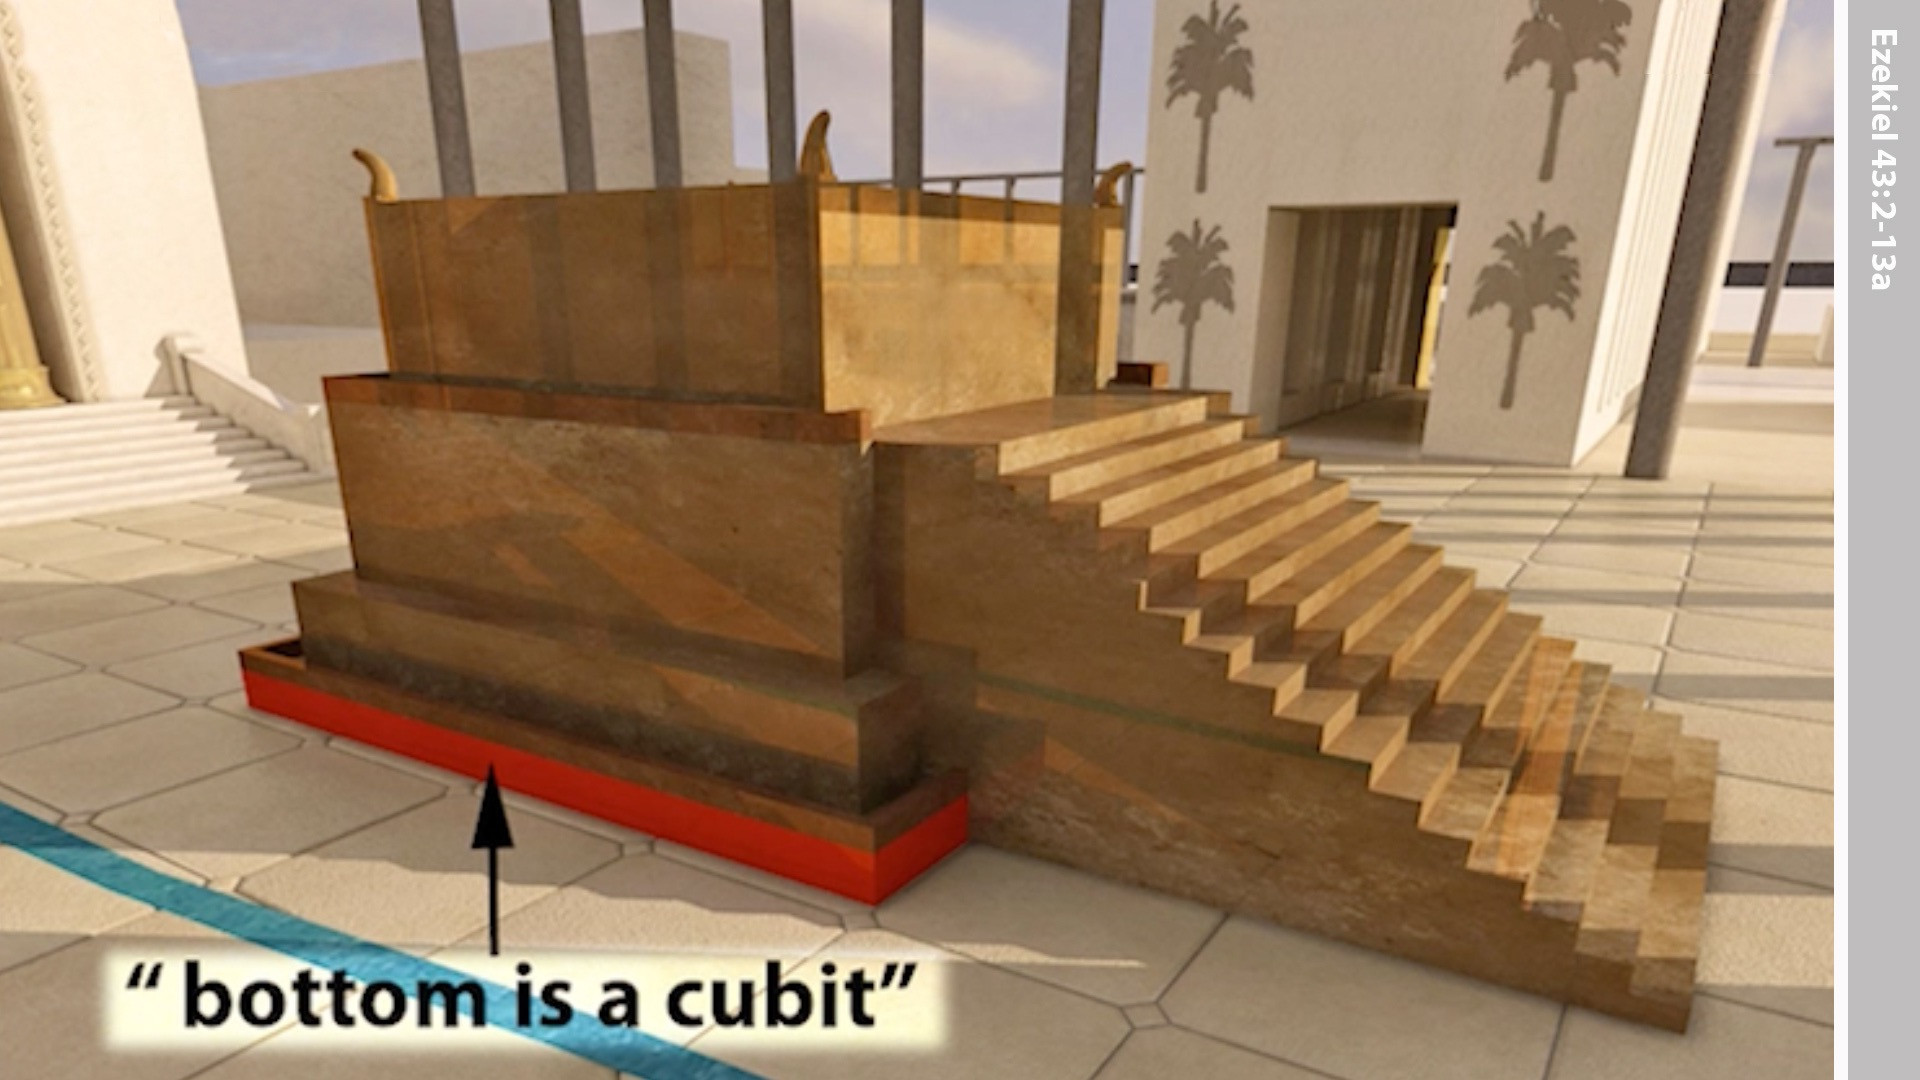 Ezekiel 43:2-13a
“ bottom is a cubit”